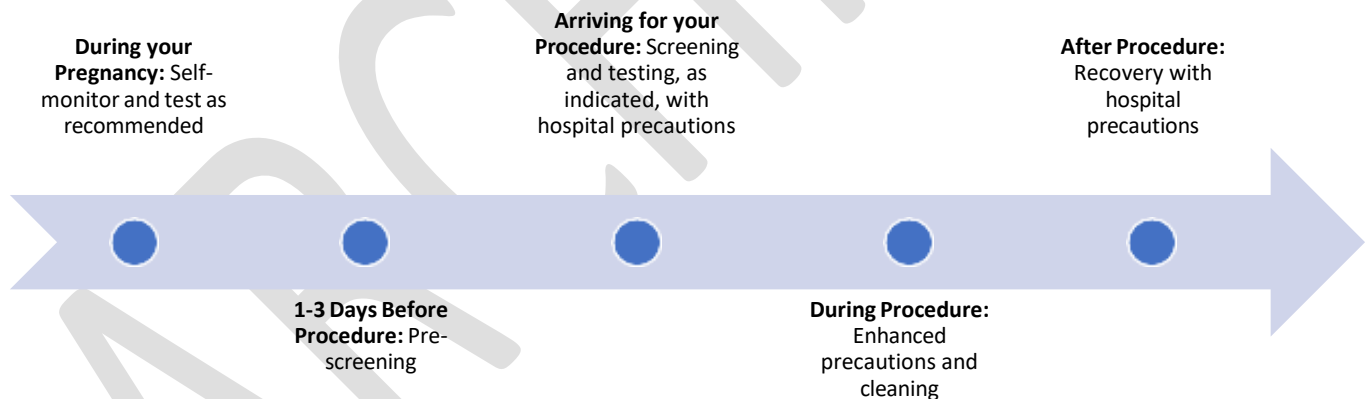 During your
Pregnancy: Self-
monitor and test as
recommended
1-3 Days Before
Procedure: Pre-
screening
Arriving for your
Procedure: Screening
and testing, as
indicated, with
hospital precautions
During Procedure:
Enhanced
precautions and
cleaning
After Procedure:
Recovery with
hospital
precautions